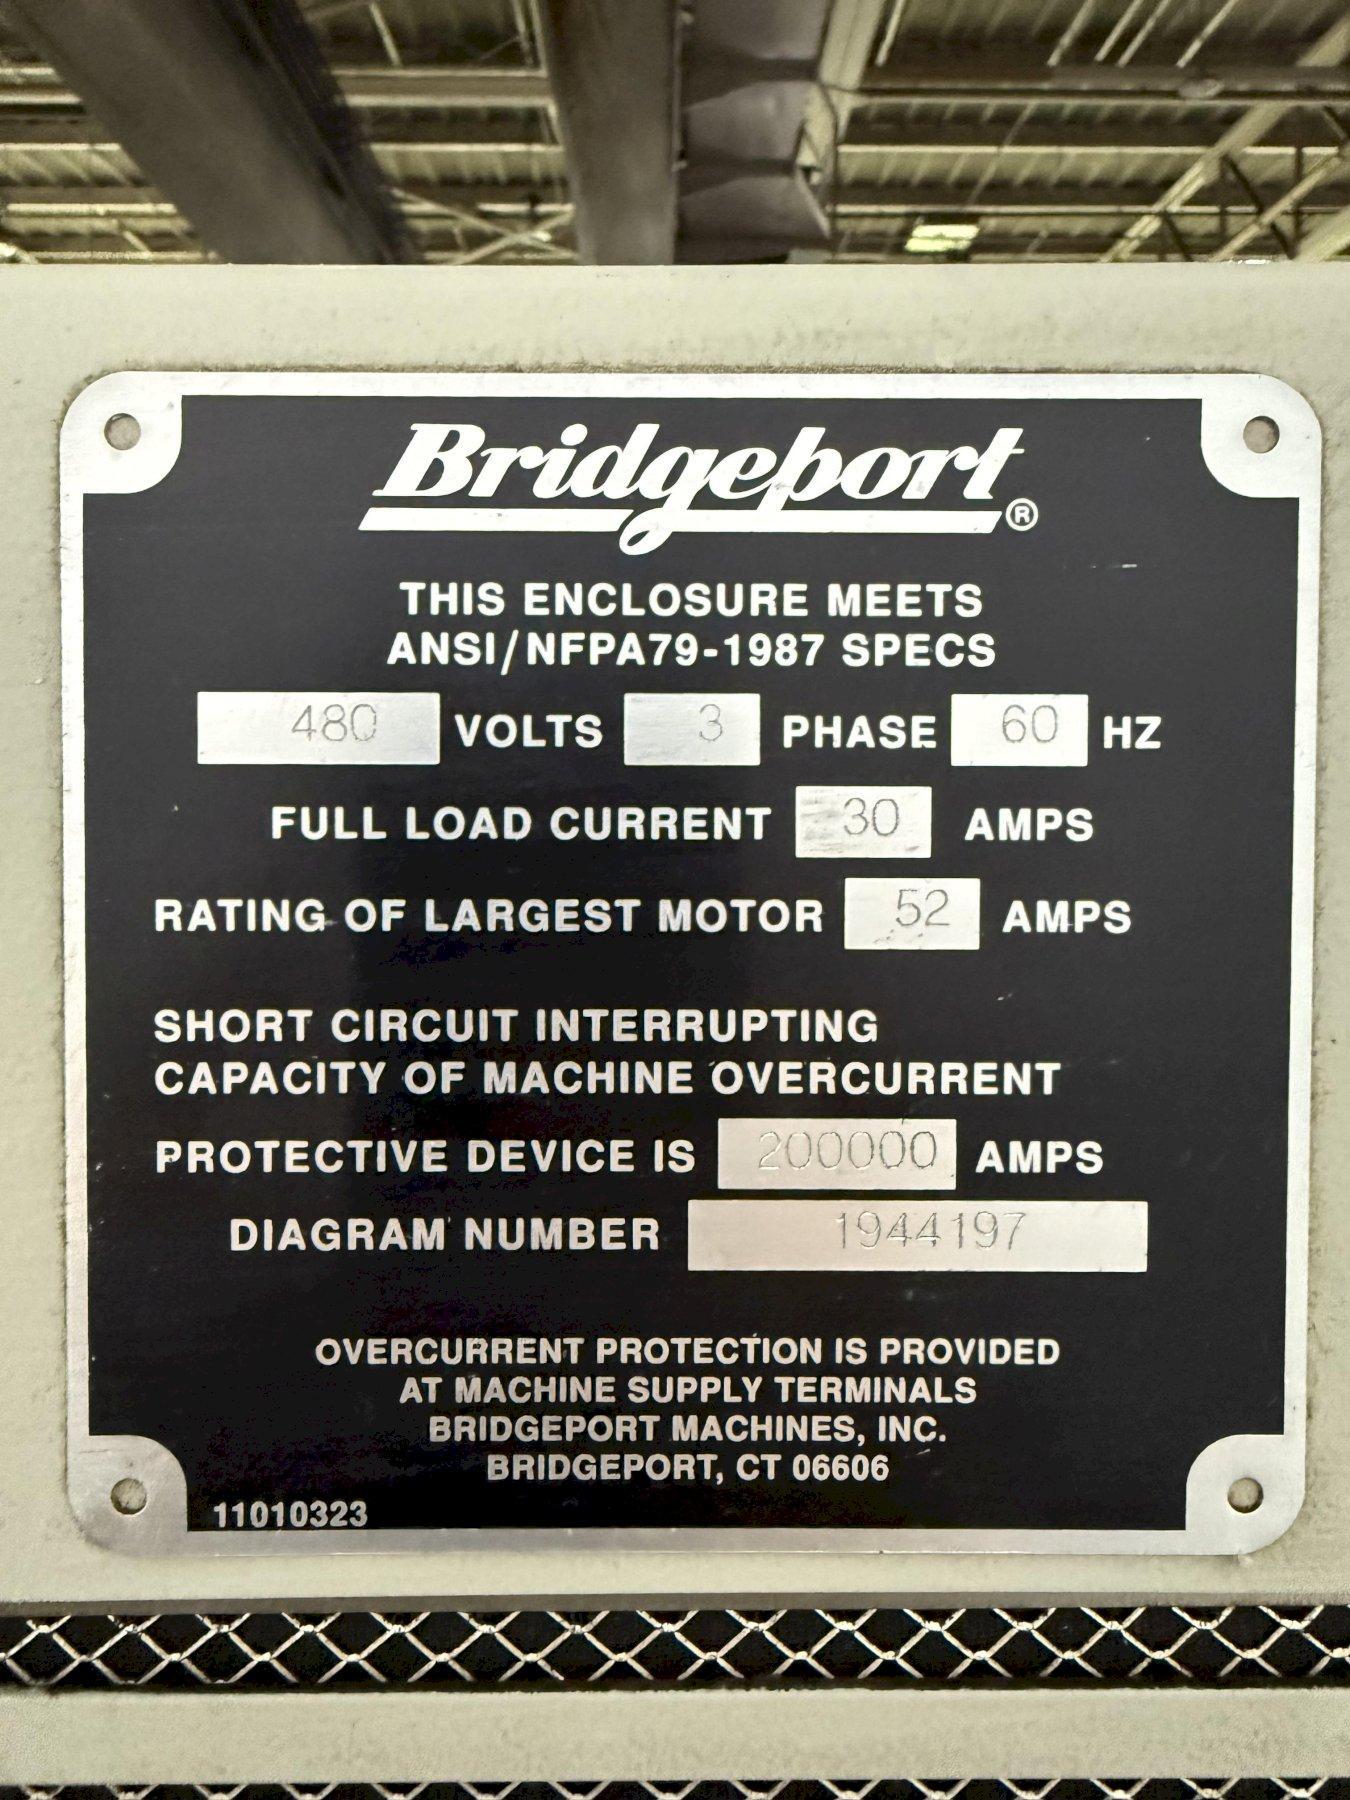 Bridgeport®
THIS ENCLOSURE MEETS
ANSI/NFPA79-1987 SPECS
480 VOLTS 3 PHASE 60 HZ
FULL LOAD CURRENT 30 AMPS
RATING OF LARGEST MOTOR 52 AMPS
SHORT CIRCUIT INTERRUPTING
CAPACITY OF MACHINE OVERCURRENT
PROTECTIVE DEVICE IS 200000 AMPS
DIAGRAM NUMBER 1944197
OVERCURRENT PROTECTION IS PROVIDED
AT MACHINE SUPPLY TERMINALS
BRIDGEPORT MACHINES, INC.
BRIDGEPORT, CT 06606
11010323